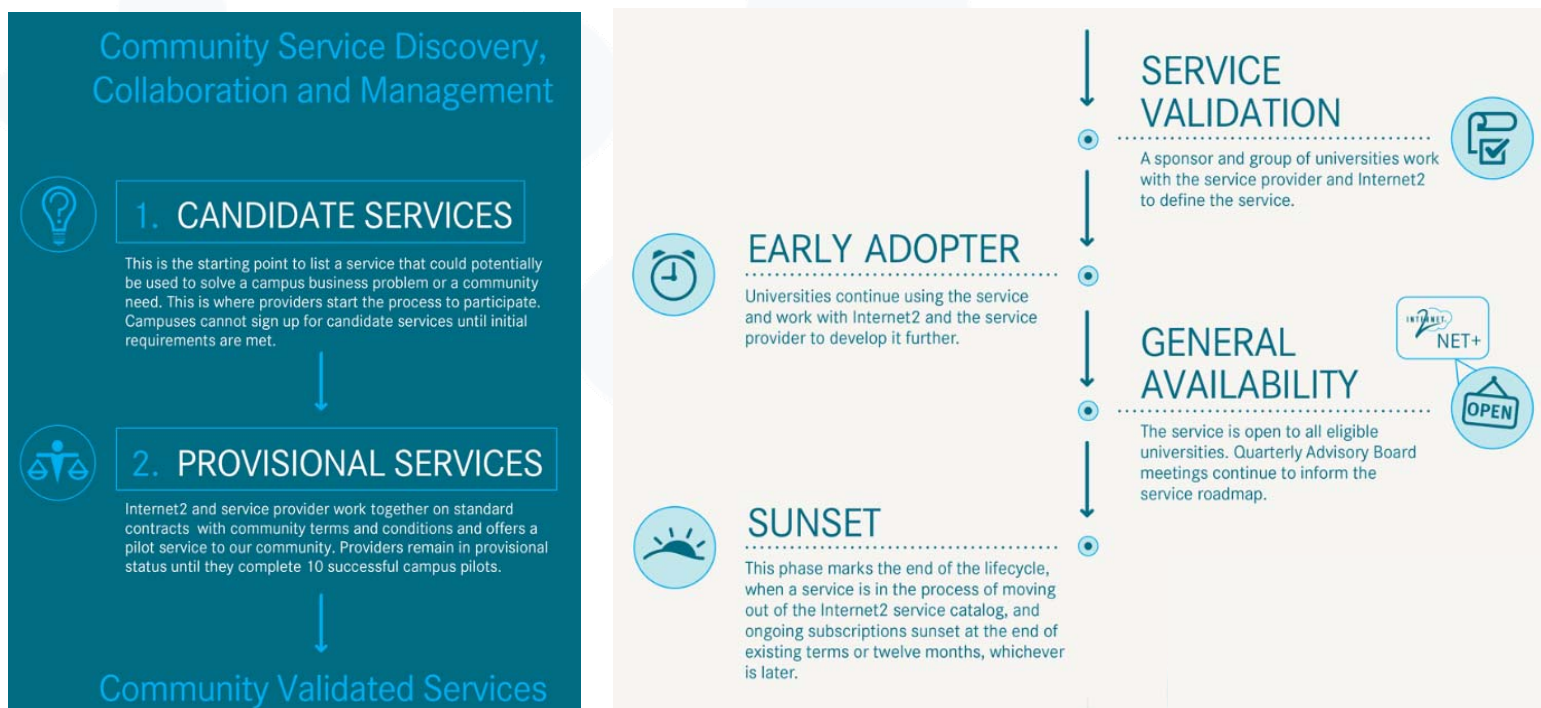 Community Service Discovery,
Collaboration and Management
1. CANDIDATE SERVICES
This is the starting point to list a service that could potentially
be used to solve a campus business problem or a community
need. This is where providers start the process to participate.
Campuses cannot sign up for candidate services until initial
requirements are met.
2. PROVISIONAL SERVICES
Internet2 and service provider work together on standard
contracts with community terms and conditions and offers a
pilot service to our community. Providers remain in provisional
status until they complete 10 successful campus pilots.
Community Validated Services
SERVICE
VALIDATION
A sponsor and group of universities work
with the service provider and Internet2
to define the service.
EARLY ADOPTER
Universities continue using the service
and work with Internet2 and the service
provider to develop it further.
INTERNET
2
NET+
GENERAL
AVAILABILITY
OPEN
The service is open to all eligible
universities. Quarterly Advisory Board
meetings continue to inform the
service roadmap.
SUNSET
This phase marks the end of the lifecycle,
when a service is in the process of moving
out of the Internet2 service catalog, and
ongoing subscriptions sunset at the end of
existing terms or twelve months, whichever
is later.